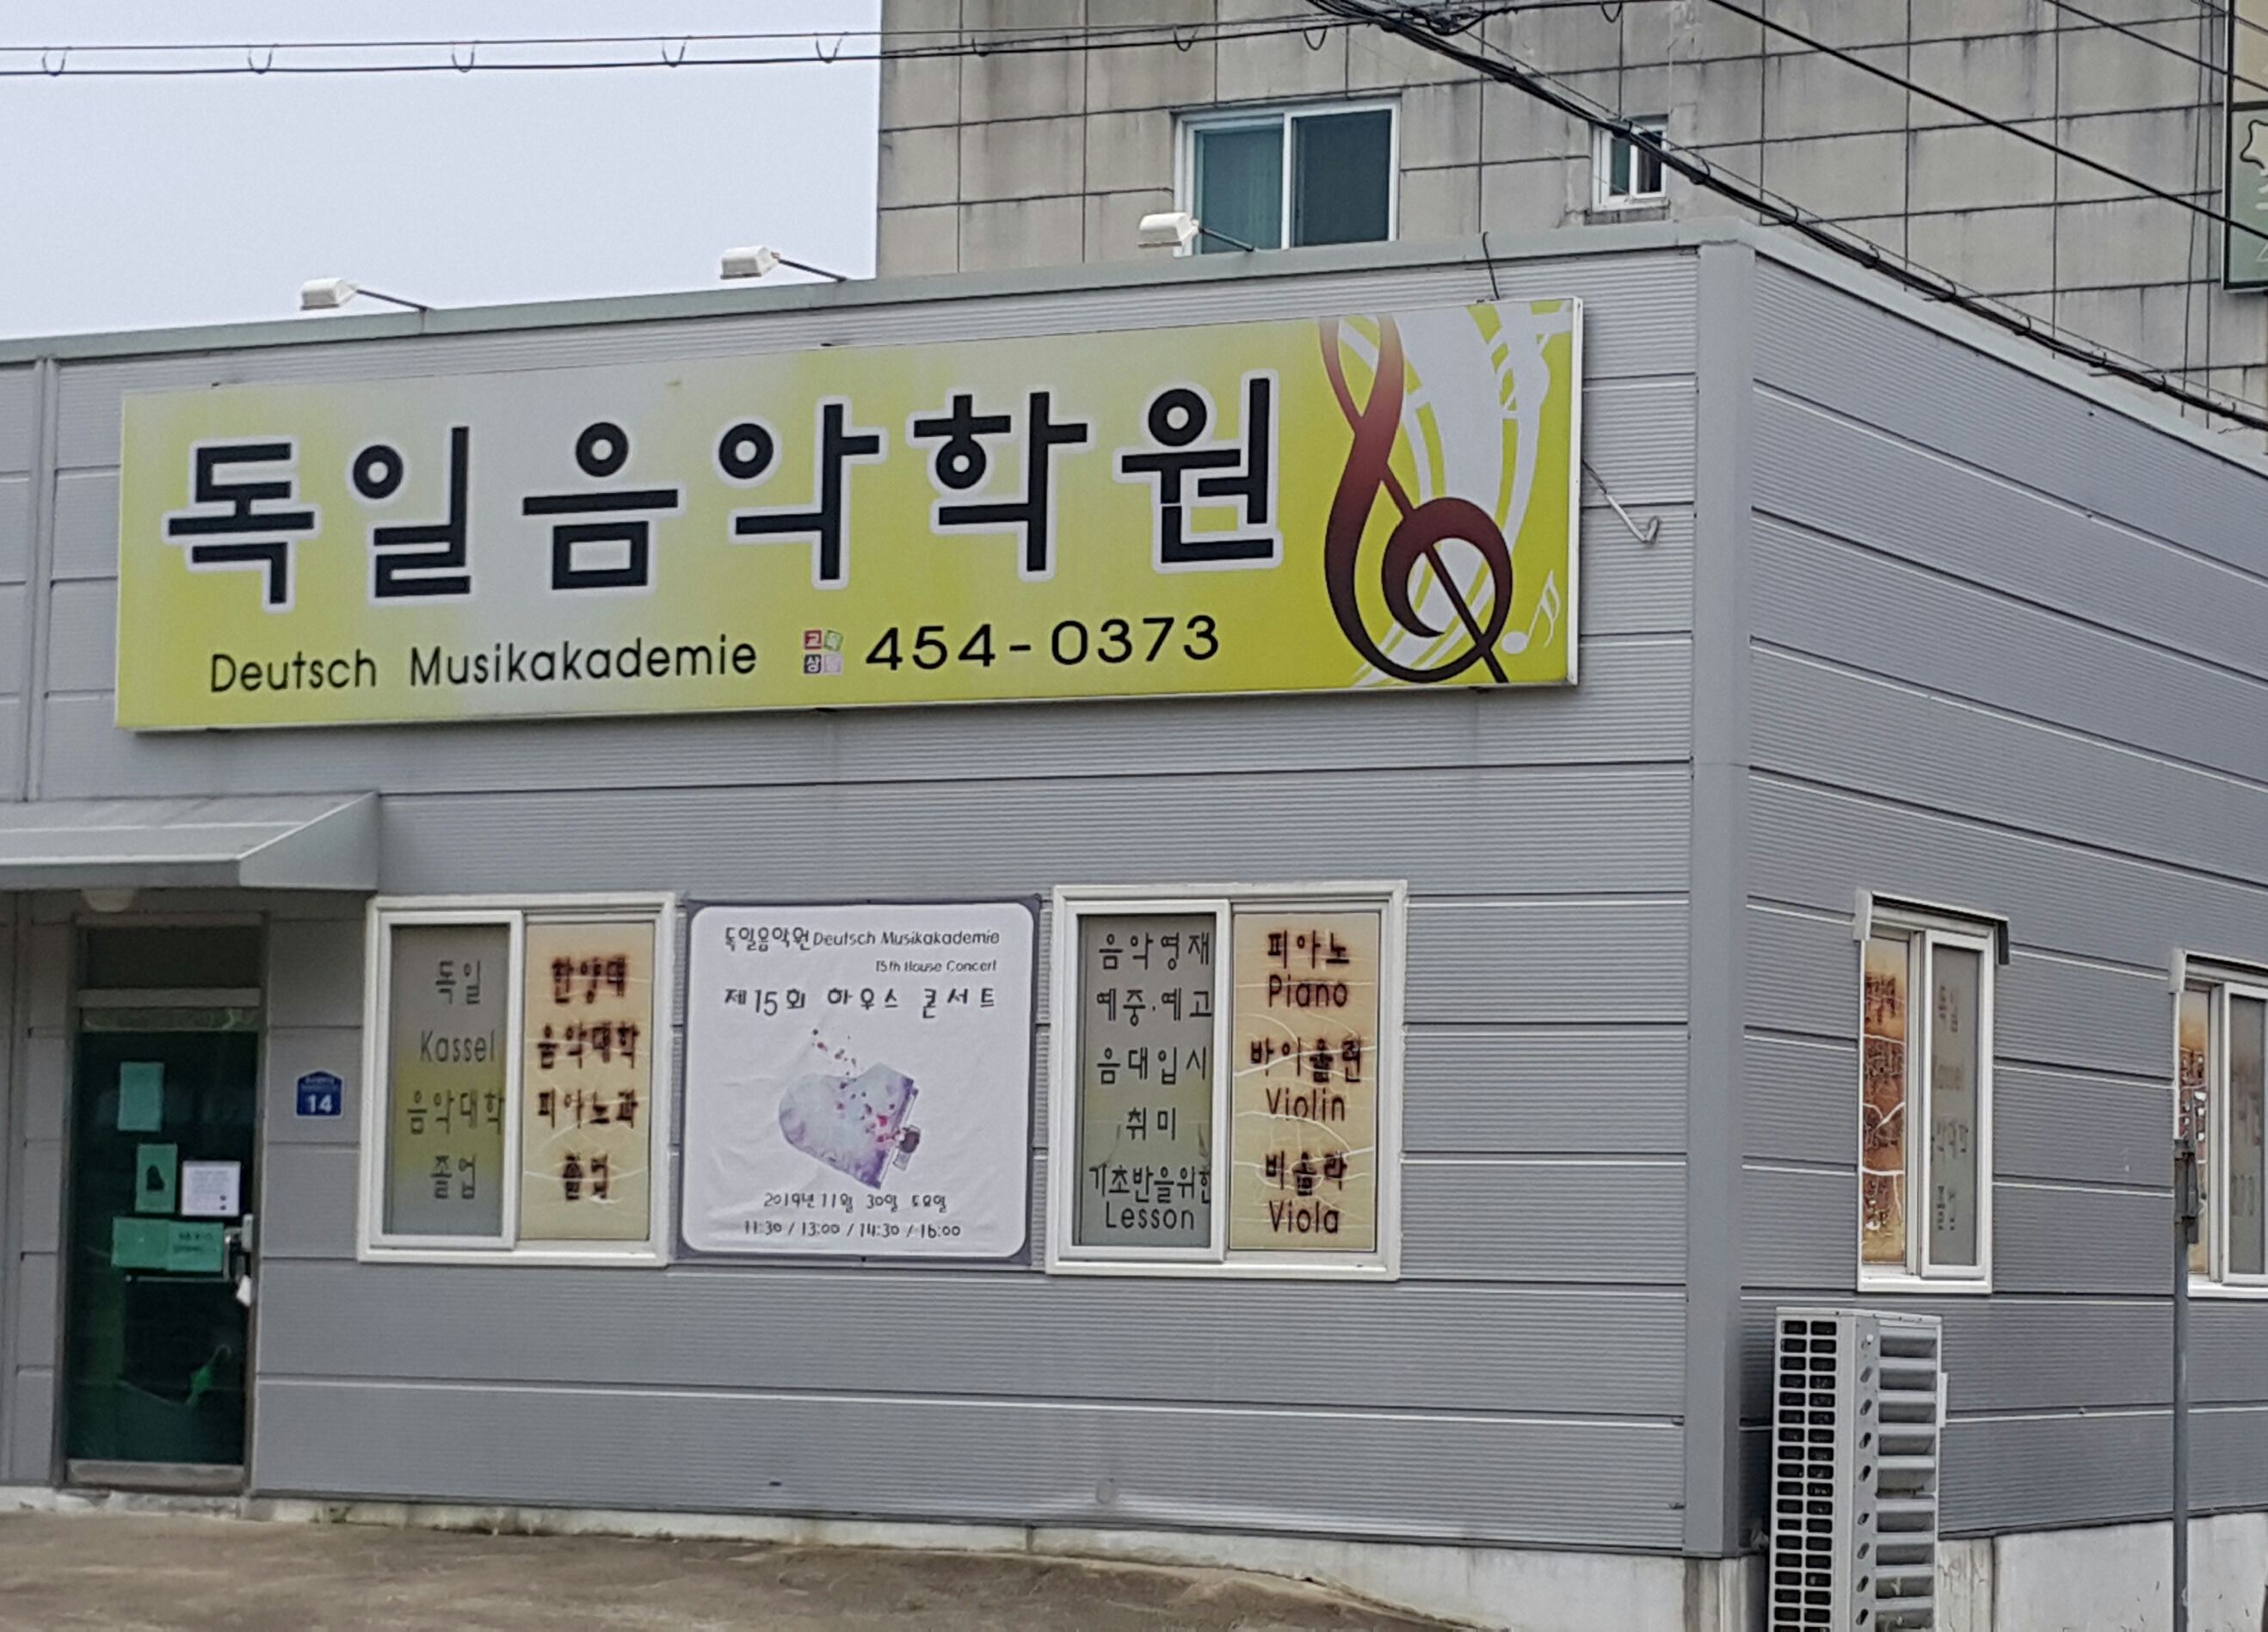 독일음악학원
Deutsch Musikakademie 교육상담 454-0373
독일
Kassel
음악대학
졸업
한양대
음악대학
피아노과
졸업
독일음악원 Deutsch Musikakademie
15th House Concert
제15회 하우스 콘서트
2019년 11월 30일 토요일
11:30 / 13:00 / 14:30 / 16:00
음악영재
예중·예고
음대입시
취미
기초반을위한
Lesson
피아노
Piano
바이올린
Violin
비올라
Viola
14